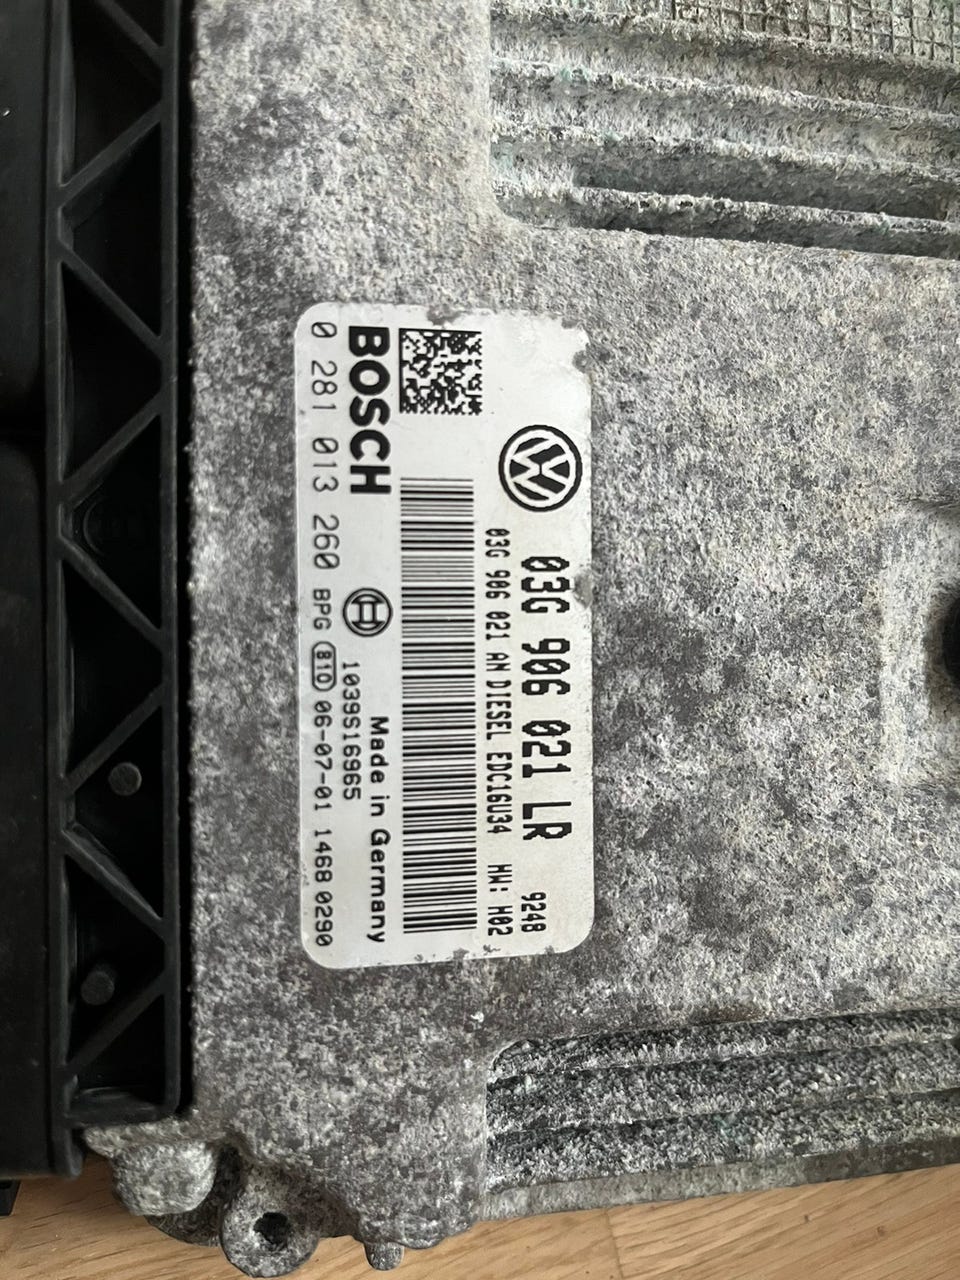 03G 906 021 LR 9248
03G 906 021 AN DIESEL EDC16U34 HW: H02
Made in Germany
1039S16965
BOSCH
0 281 013 260 BPG 81D 06-07-01 1468 0290